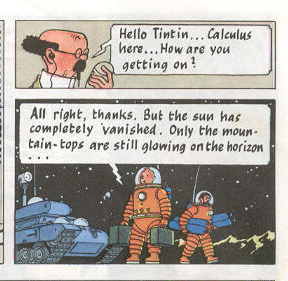 Hello Tintin... Calculus
here... How are you
getting on?
All right, thanks. But the sun has
completely vanished. Only the moun-
tain-tops are still glowing on the horizon
...